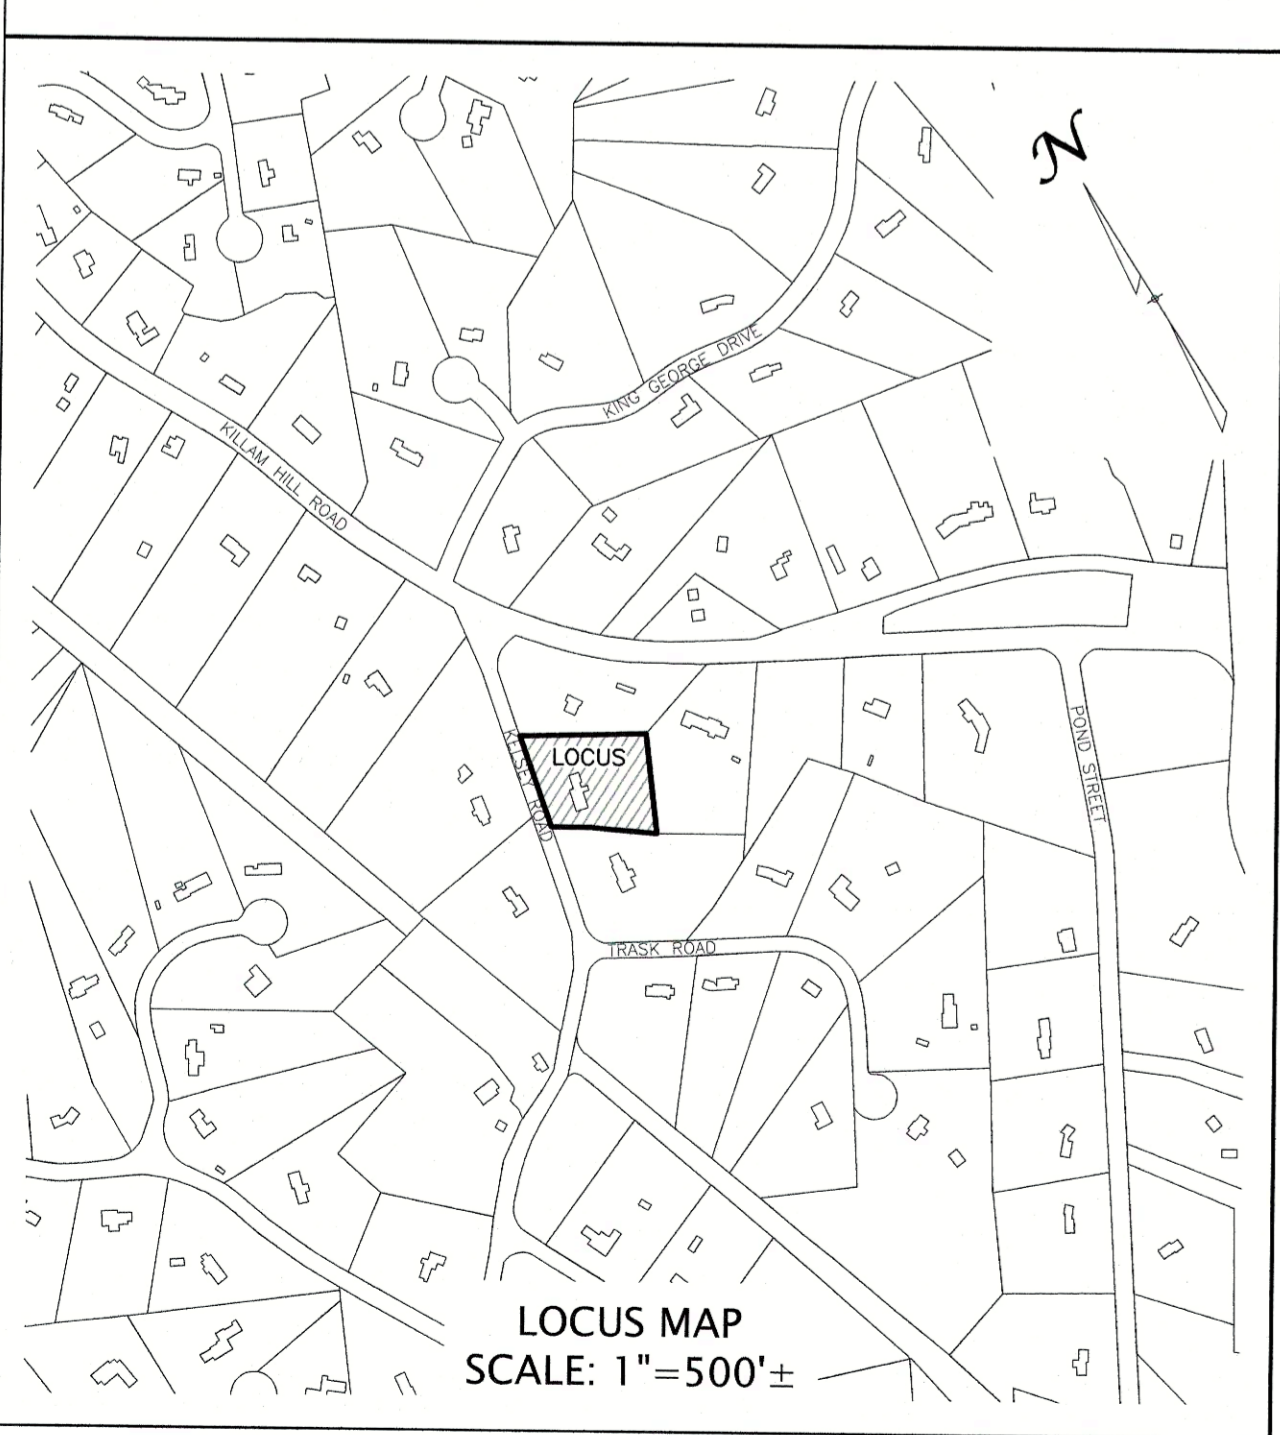 N
KING GEORGE DRIVE
KILLAM HILL ROAD
POND STREET
KELSEY ROAD
LOCUS
TRASK ROAD
LOCUS MAP
SCALE: 1"=500'±